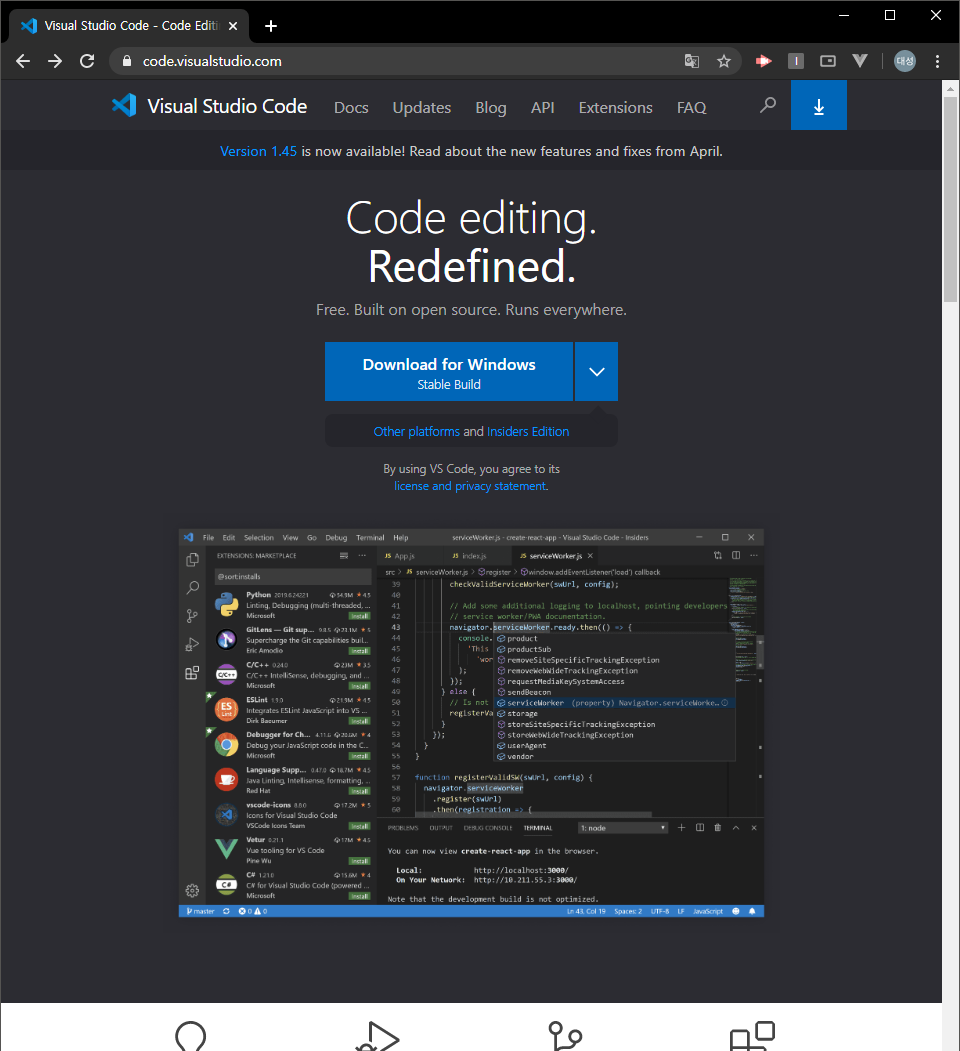 Visual Studio Code - Code Editi
code.visualstudio.com
대성
Visual Studio Code Docs Updates Blog API Extensions FAQ
Version 1.45 is now available! Read about the new features and fixes from April.
Code editing.
Redefined.
Free. Built on open source. Runs everywhere.
Download for Windows
Stable Build
Other platforms and Insiders Edition
By using VS Code, you agree to its
license and privacy statement.
File Edit Selection View Go Debug Terminal Help serviceWorker.js - create-react-app - Visual Studio Code - Insiders
EXTENSIONS: MARKETPLACE
@sort:installs
Python 2019.6.24221 54.9M 4.5
Linting, Debugging (multi-threaded, ...
Microsoft Install
GitLens — Git sup... 9.8.5 23.1M 5
Supercharge the Git capabilities buil...
Eric Amodio Install
C/C++ 0.24.0 23M 3.5
C/C++ IntelliSense, debugging, and ...
Microsoft Install
ESLint 1.9.0 21.9M 4.5
Integrates ESLint JavaScript into VS ...
Dirk Baeumer Install
Debugger for Ch... 4.11.6 20.6M 4
Debug your JavaScript code in the C...
Microsoft Install
Language Supp... 0.47.0 18.7M 4.5
Java Linting, Intellisense, formatting, ...
Red Hat Install
vscode-icons 8.8.0 17.2M 5
Icons for Visual Studio Code
VSCode Icons Team Install
Vetur 0.21.1 17M 4.5
Vue tooling for VS Code
Pine Wu Install
C# 1.21.0 15.6M 4
C# for Visual Studio Code (powered ...
Microsoft Install
JS App.js JS index.js JS serviceWorker.js
src > JS serviceWorker.js > register > window.addEventListener('load') callback
39 checkValidServiceWorker(swUrl, config);
40
41 // Add some additional logging to localhost, pointing developers
42 // service worker/PWA documentation.
43 navigator.serviceWorker.ready.then(() => {
44 console.
45 'This
46 'wor
47 );
48 });
49 } else {
50 // Is not
51 registerVa
52 }
53 });
54 }
55 }
56
57 function registerValidSW(swUrl, config) {
58 navigator.serviceWorker
59 .register(swUrl)
60 .then(registration => {
product
productSub
removeSiteSpecificTrackingException
removeWebWideTrackingException
requestMediaKeySystemAccess
sendBeacon
serviceWorker (property) Navigator.serviceWorke...
storage
storeSiteSpecificTrackingException
storeWebWideTrackingException
userAgent
vendor
PROBLEMS OUTPUT DEBUG CONSOLE TERMINAL 1: node
You can now view create-react-app in the browser.
Local: http://localhost:3000/
On Your Network: http://10.211.55.3:3000/
Note that the development build is not optimized.
master 0 0 Ln 43, Col 19 Spaces: 2 UTF-8 LF JavaScript